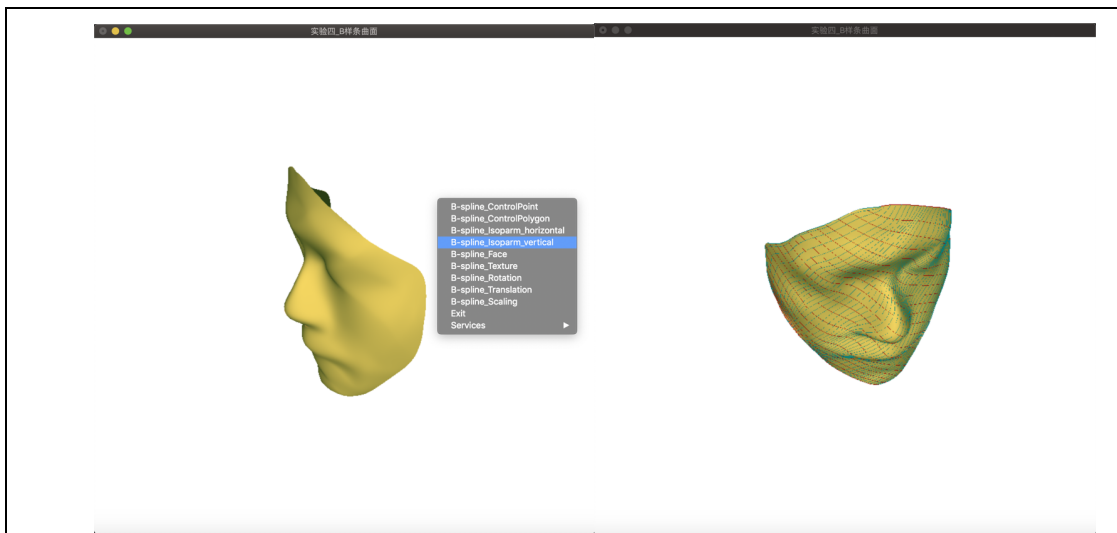 实验四_B样条曲面
实验四_B样条曲面
B-spline_ControlPoint
B-spline_ControlPolygon
B-spline_Isoparm_horizontal
B-spline_Isoparm_vertical
B-spline_Face
B-spline_Texture
B-spline_Rotation
B-spline_Translation
B-spline_Scaling
Exit
Services